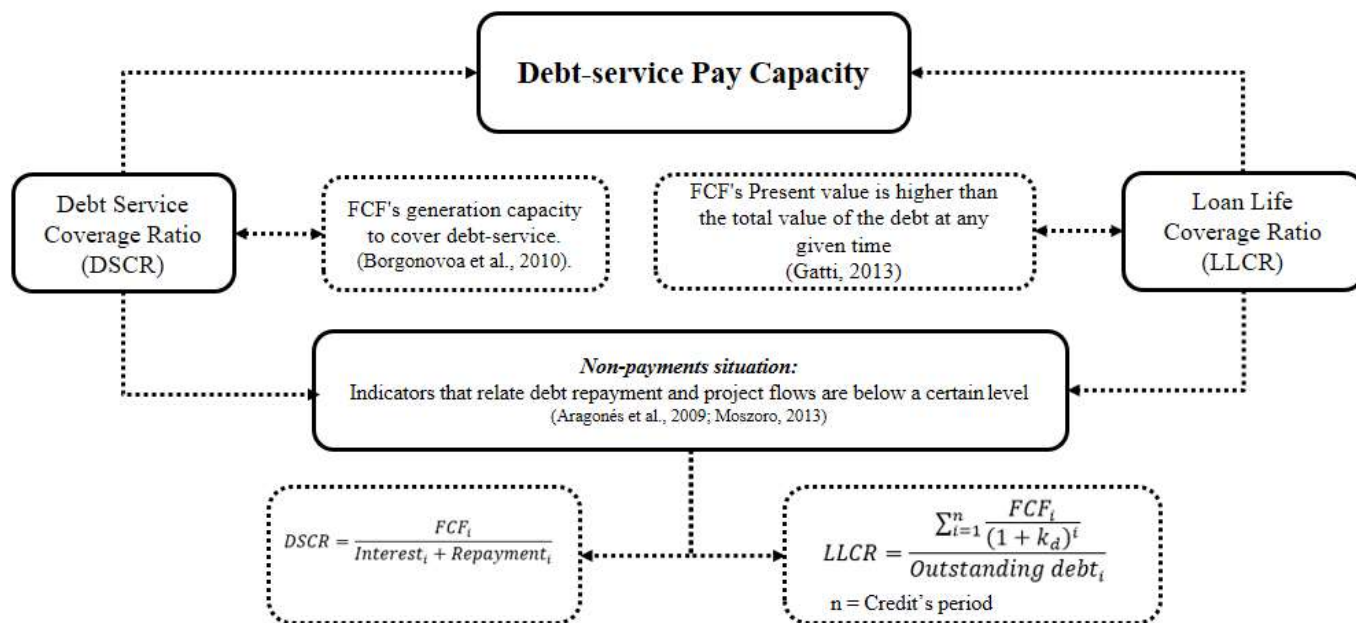 Debt-service Pay Capacity
Debt Service
Coverage Ratio
(DSCR)
FCF's generation capacity
to cover debt-service.
(Borgonovoa et al., 2010).
FCF's Present value is higher than
the total value of the debt at any
given time
(Gatti, 2013)
Loan Life
Coverage Ratio
(LLCR)
Non-payments situation:
Indicators that relate debt repayment and project flows are below a certain level
(Aragonés et al., 2009; Moszoro, 2013)
DSCR = FCF_i / (Interest_i + Repayment_i)
LLCR = (∑_{i=1}^{n} FCF_i / (1 + k_d)^i) / Outstanding debt_i
n = Credit's period